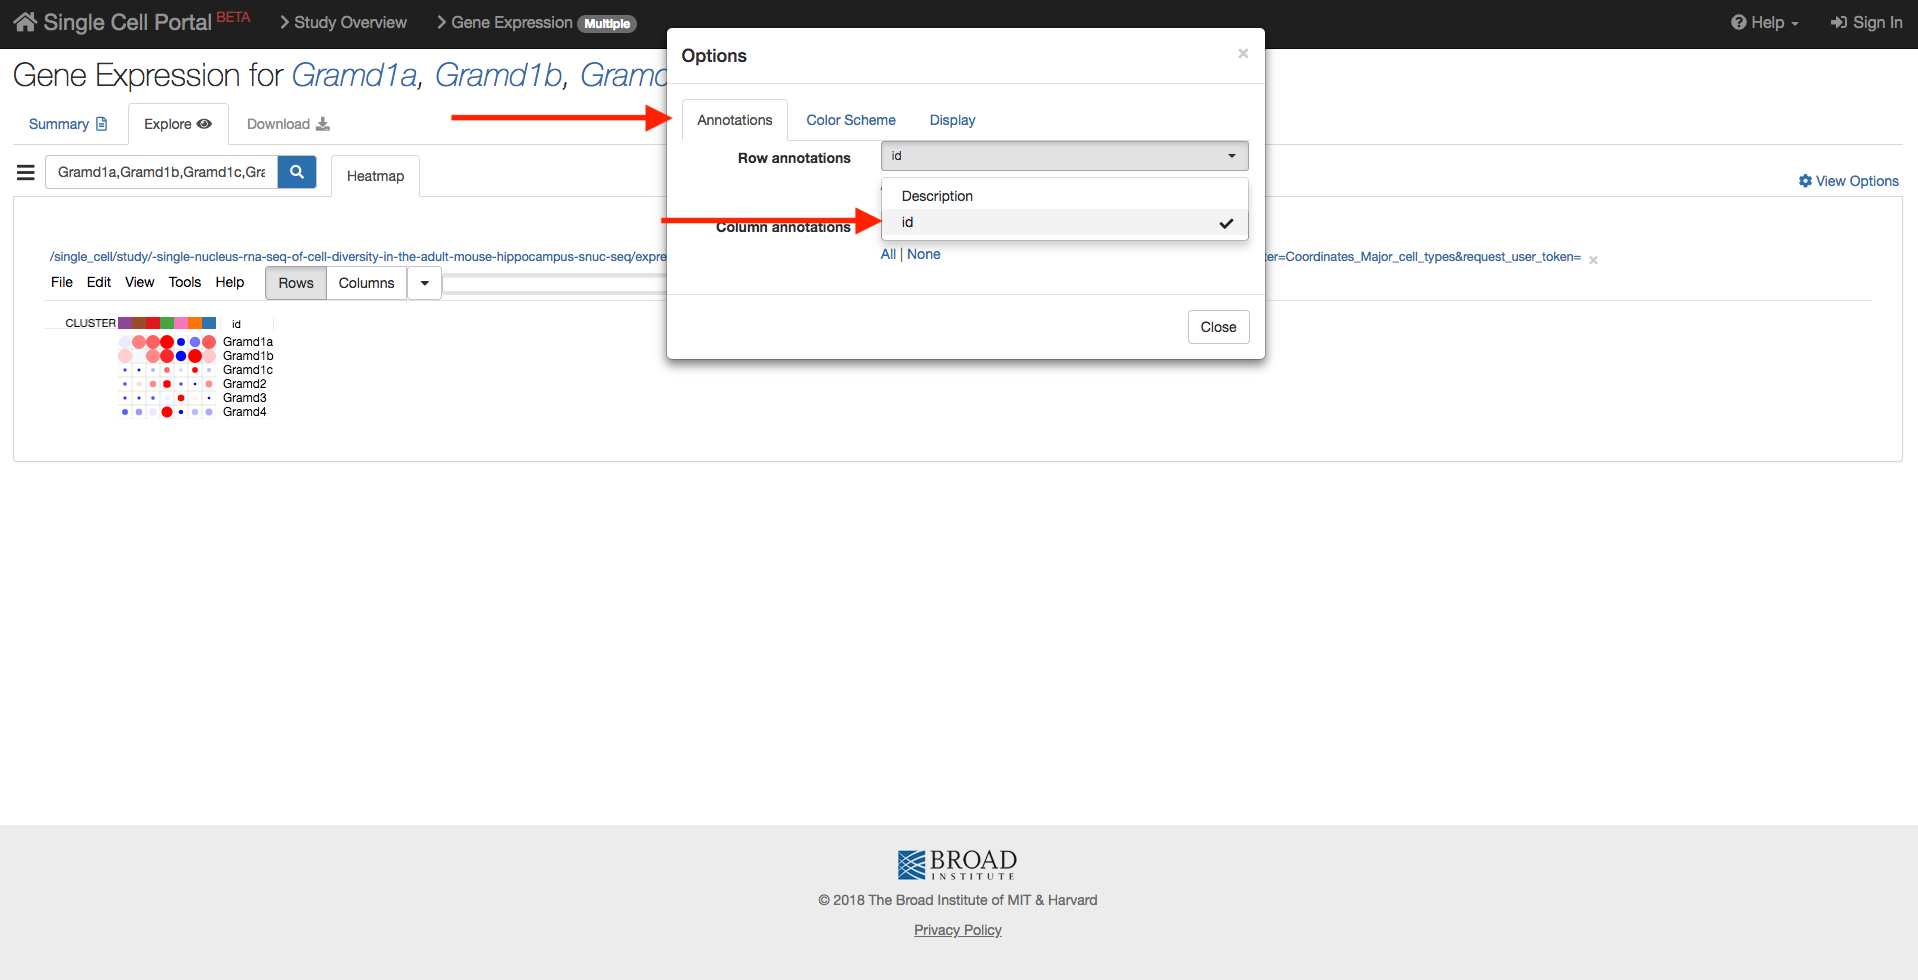 Single Cell Portal BETA
Study Overview
Gene Expression Multiple
Help
Sign In
Gene Expression for Gramd1a, Gramd1b, Gramd
Summary
Explore
Download
Gramd1a,Gramd1b,Gramd1c,Gra
Heatmap
View Options
Options
×
Annotations
Color Scheme
Display
Row annotations
id
Description
id
Column annotations
All | None
Close
/single_cell/study/-single-nucleus-rna-seq-of-cell-diversity-in-the-adult-mouse-hippocampus-snuc-seq/expre
ter=Coordinates_Major_cell_types&request_user_token= ×
File Edit View Tools Help
Rows
Columns
CLUSTER
id
Gramd1a
Gramd1b
Gramd1c
Gramd2
Gramd3
Gramd4
BROAD
INSTITUTE
© 2018 The Broad Institute of MIT & Harvard
Privacy Policy